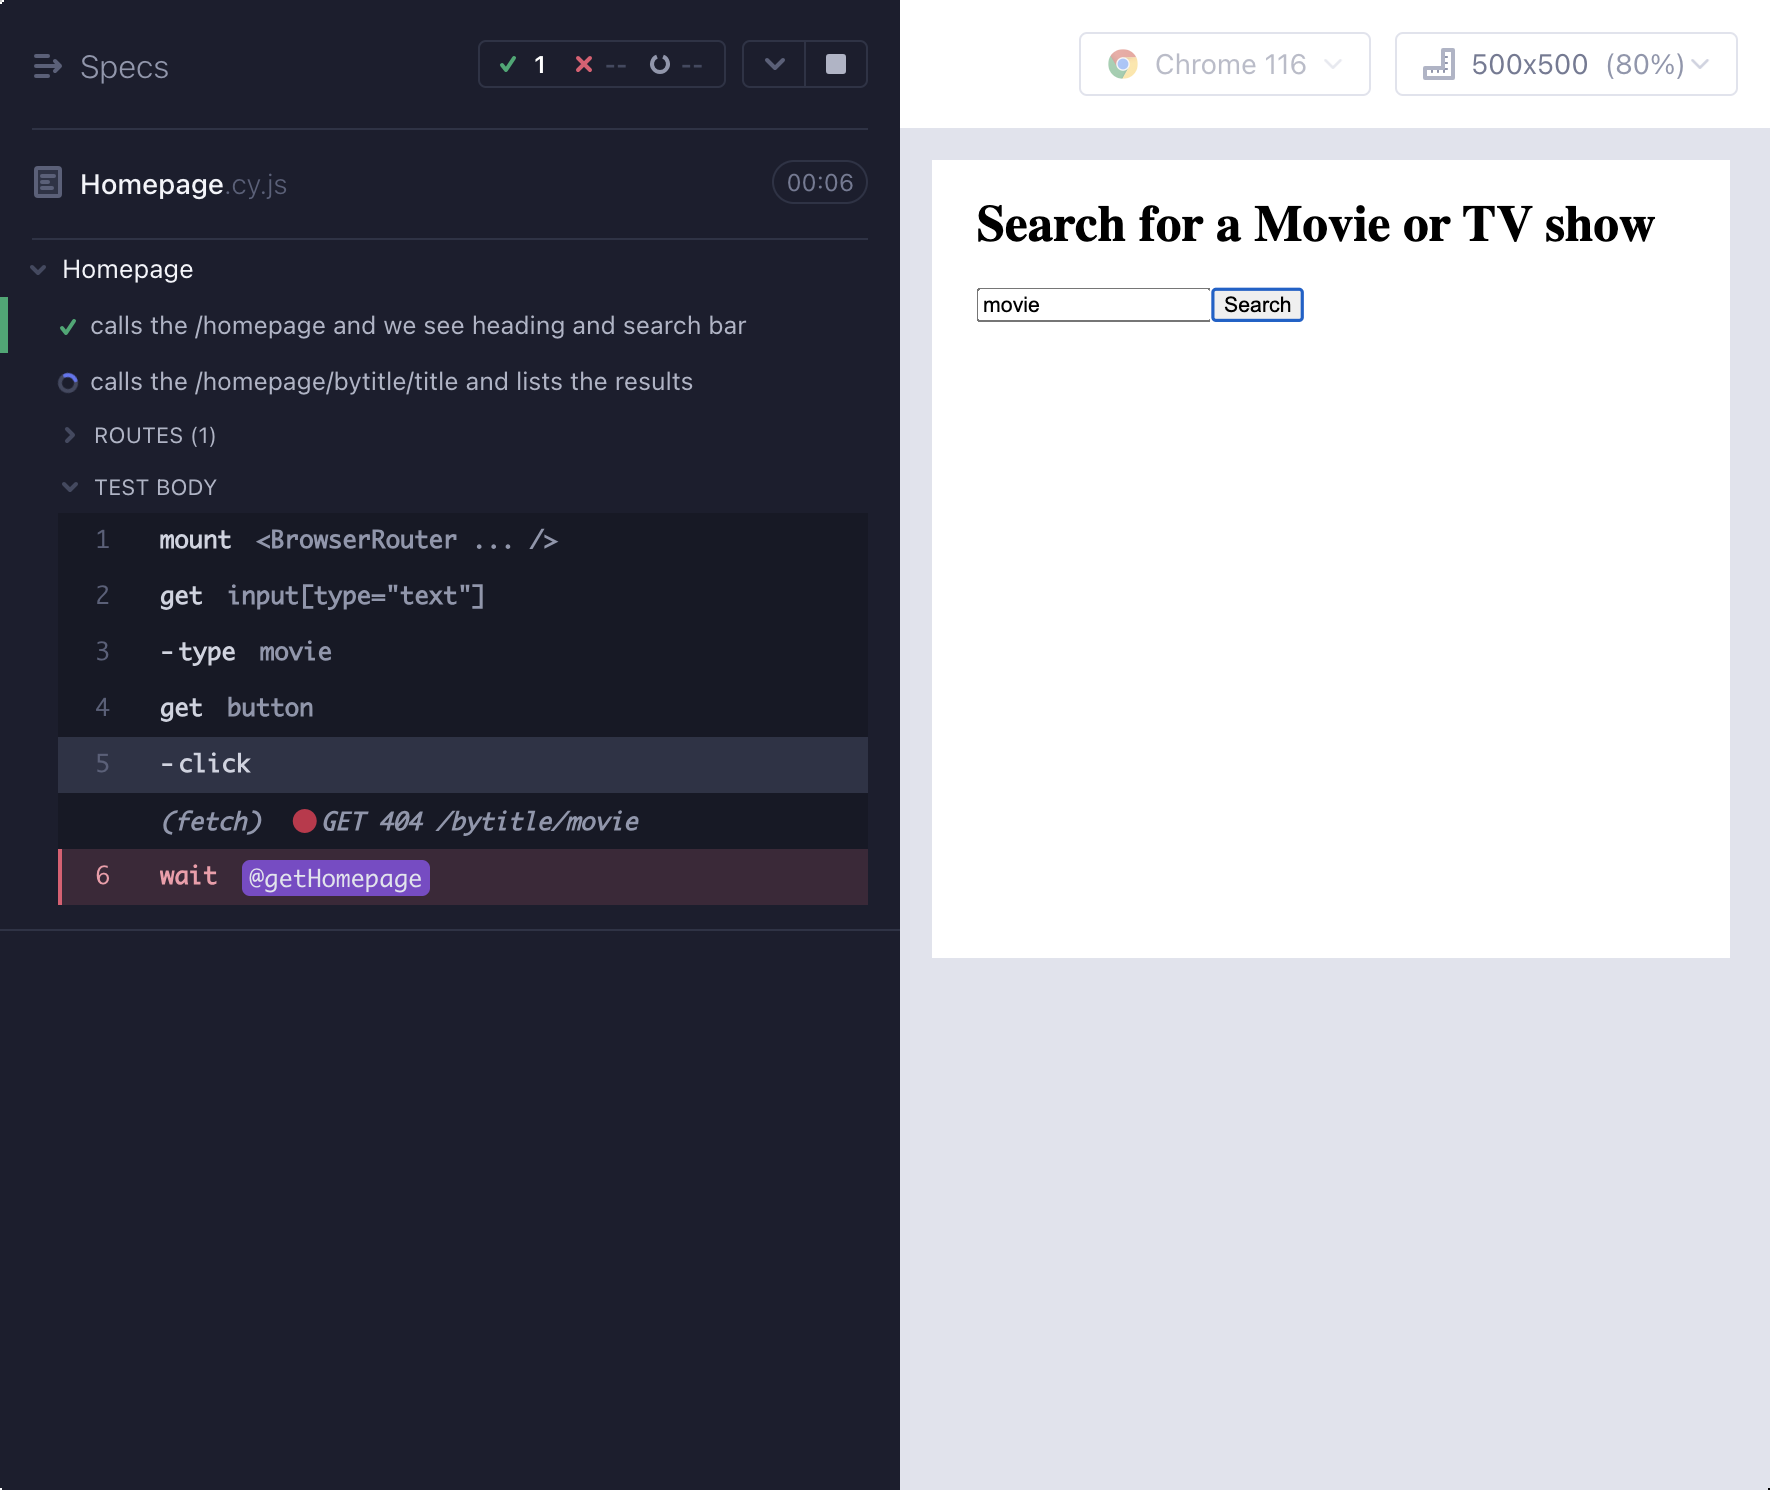 Specs
1 -- --
Homepage.cy.js
00:06
Homepage
calls the /homepage and we see heading and search bar
calls the /homepage/bytitle/title and lists the results
ROUTES (1)
TEST BODY
1 mount <BrowserRouter ... />
2 get input[type="text"]
3 -type movie
4 get button
5 -click
(fetch) GET 404 /bytitle/movie
6 wait @getHomepage
Chrome 116
500x500 (80%)
Search for a Movie or TV show
movie Search